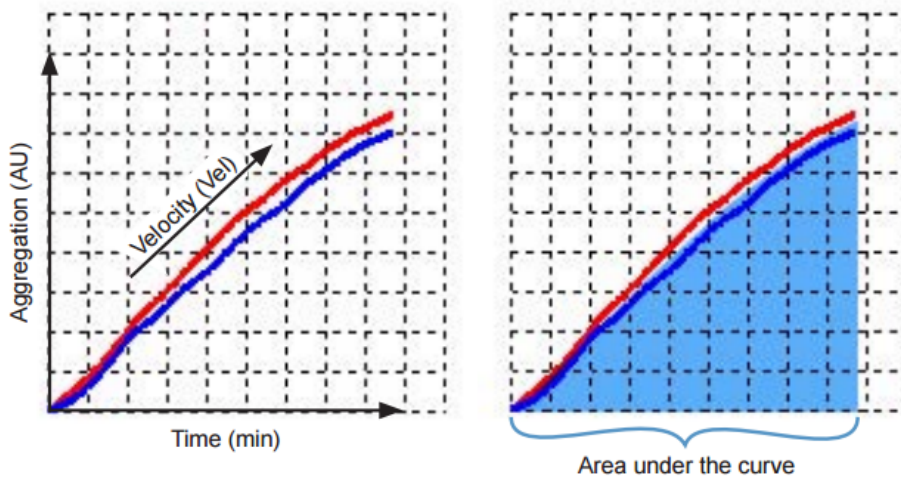 Aggregation (AU)
Velocity (Vel)
Time (min)
Area under the curve